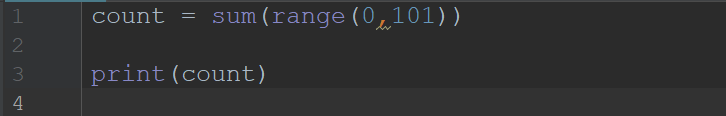 1 count = sum(range(0,101))
2
3 print(count)
4